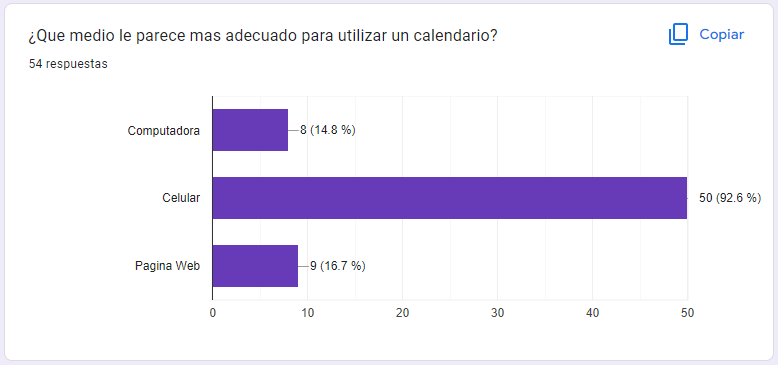 ¿Que medio le parece mas adecuado para utilizar un calendario?
Copiar
54 respuestas
Computadora
8 (14.8 %)
Celular
50 (92.6 %)
Pagina Web
9 (16.7 %)
0
10
20
30
40
50